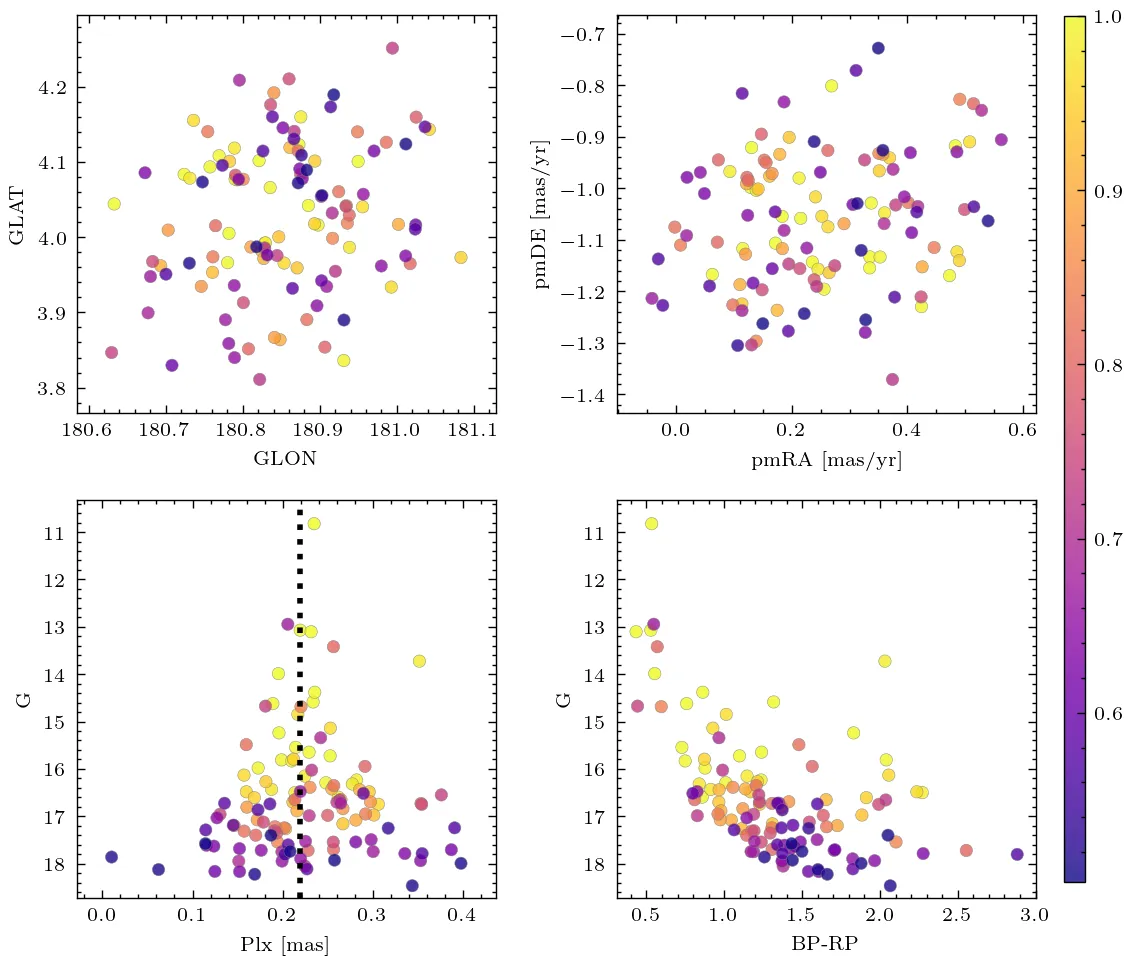 4.2
4.1
4.0
3.9
3.8
GLAT
180.6 180.7 180.8 180.9 181.0 181.1
GLON
−0.7
−0.8
−0.9
−1.0
−1.1
−1.2
−1.3
−1.4
pmDE [mas/yr]
0.0 0.2 0.4 0.6
pmRA [mas/yr]
1.0
0.9
0.8
0.7
0.6
11
12
13
14
15
16
17
18
G
0.0 0.1 0.2 0.3 0.4
Plx [mas]
11
12
13
14
15
16
17
18
G
0.5 1.0 1.5 2.0 2.5 3.0
BP-RP